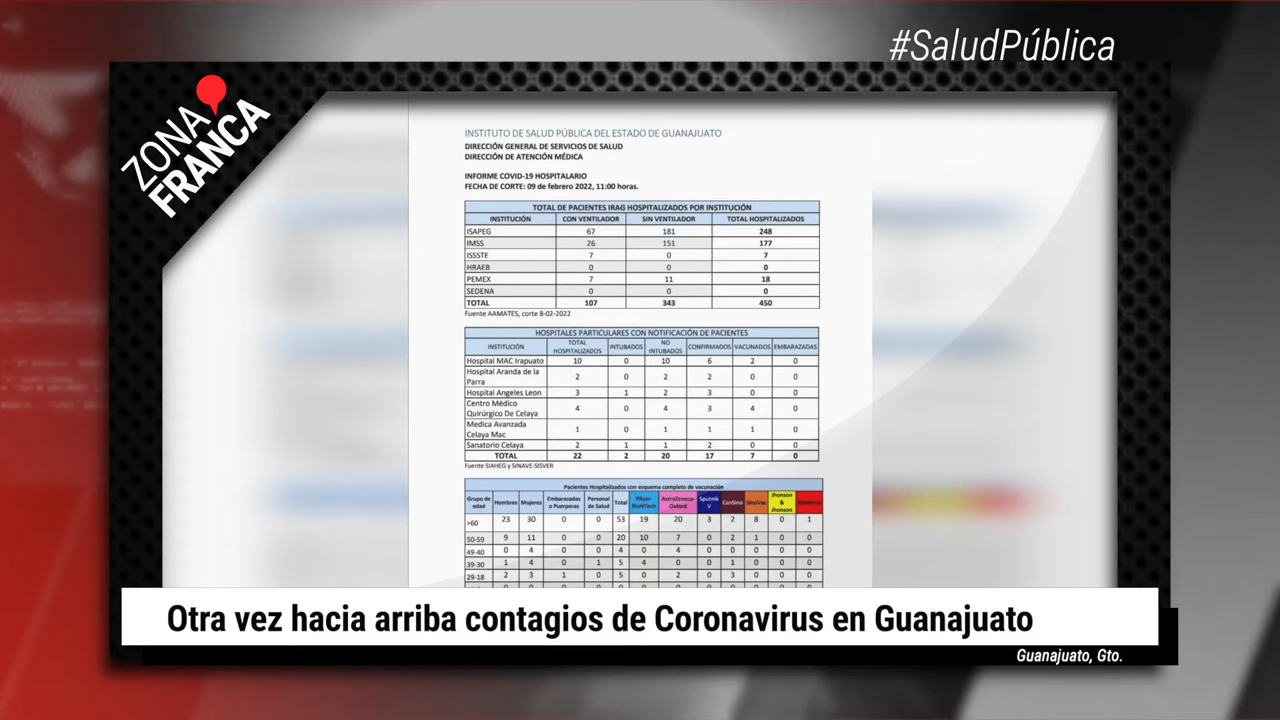 #SaludPública
ZONA
FRANCA
INSTITUTO DE SALUD PÚBLICA DEL ESTADO DE GUANAJUATO
DIRECCIÓN GENERAL DE SERVICIOS DE SALUD
DIRECCIÓN DE ATENCIÓN MÉDICA
INFORME COVID-19 HOSPITALARIO
FECHA DE CORTE: 09 de febrero 2022, 11:00 horas.
TOTAL DE PACIENTES IRAG HOSPITALIZADOS POR INSTITUCIÓN
INSTITUCIÓN CON VENTILADOR SIN VENTILADOR TOTAL HOSPITALIZADOS
ISAPEG 67 181 248
IMSS 26 151 177
ISSSTE 7 0 7
HRAEB 0 0 0
PEMEX 7 11 18
SEDENA 0 0 0
TOTAL 107 343 450
Fuente AAMATES, corte 8-02-2022
HOSPITALES PARTICULARES CON NOTIFICACIÓN DE PACIENTES
INSTITUCIÓN TOTAL HOSPITALIZADOS INTUBADOS NO INTUBADOS CONFIRMADOS VACUNADOS EMBARAZADAS
Hospital MAC Irapuato 10 0 10 6 2 0
Hospital Aranda de la Parra 2 0 2 2 0 0
Hospital Angeles Leon 3 1 2 3 0 0
Centro Médico Quirúrgico De Celaya 4 0 4 3 4 0
Medica Avanzada Celaya Mac 1 0 1 1 1 0
Sanatorio Celaya 2 1 1 2 0 0
TOTAL 22 2 20 17 7 0
Fuente SIAHEG y SINAVE-SISVER
Pacientes Hospitalizados con esquema completo de vacunación
Grupo de edad Hombres Mujeres Embarazadas o Puerperas Personal de Salud Total Pfizer-BioNTech AstraZeneca-Oxford Sputnik V CanSino SinoVac Jhonson & Jhonson
>60 23 30 0 0 53 19 20 3 2 8 0 1
50-59 9 11 0 0 20 10 7 0 2 1 0 0
49-40 0 4 0 0 4 0 4 0 0 0 0 0
39-30 1 4 0 1 5 4 0 0 1 0 0 0
29-18 2 3 1 0 5 0 2 0 3 0 0 0
Otra vez hacia arriba contagios de Coronavirus en Guanajuato
Guanajuato, Gto.